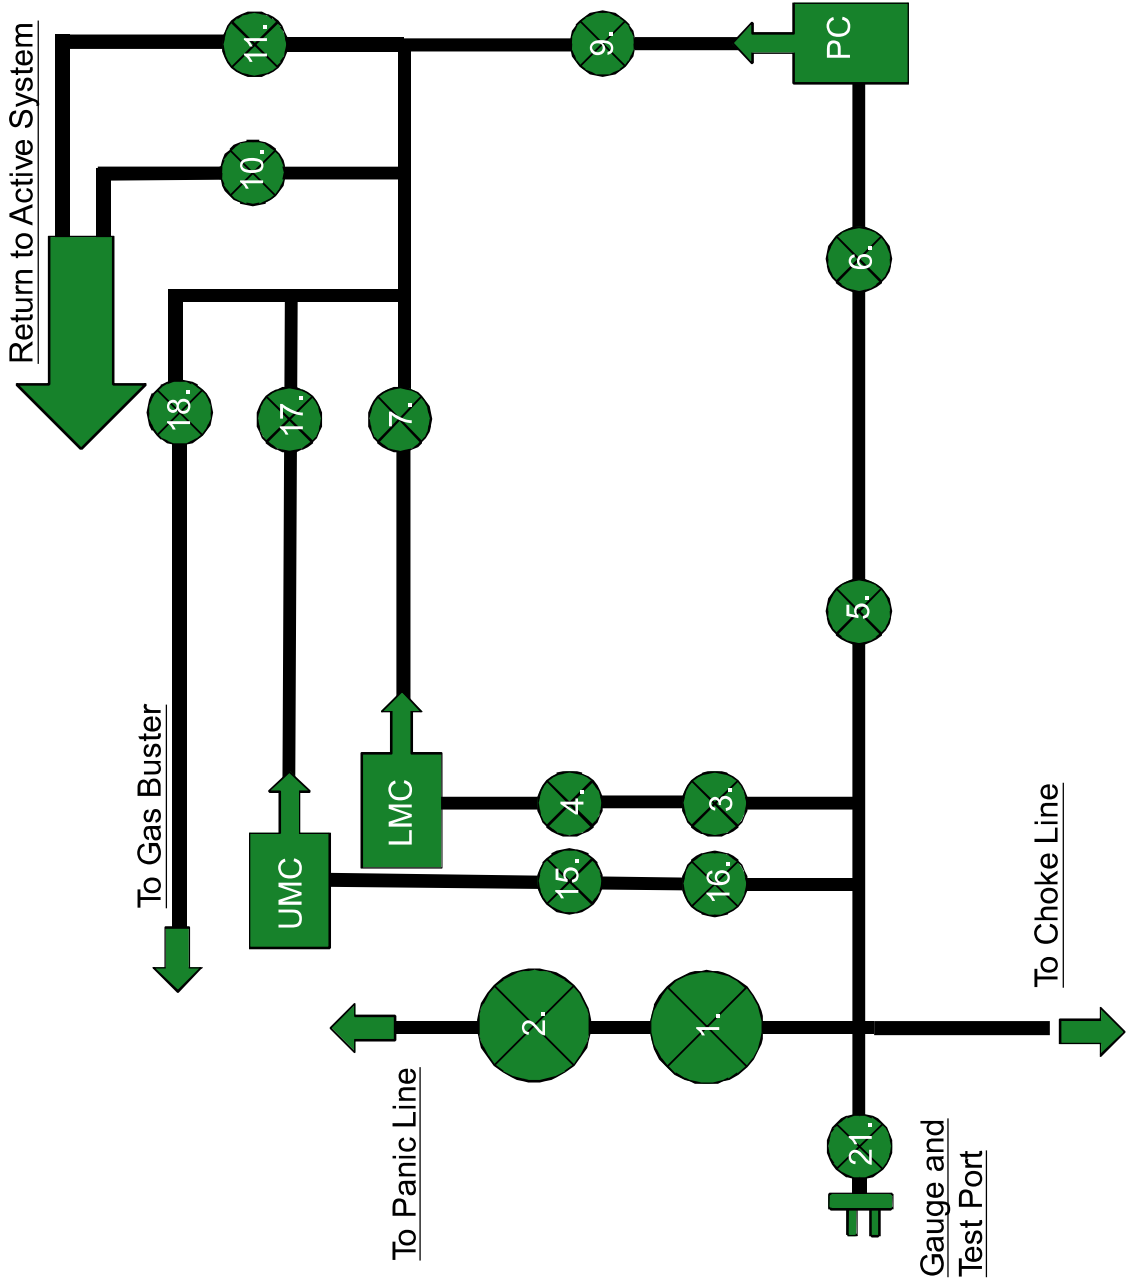 Return to Active System
To Gas Buster
18.
10.
11.
UMC
17.
To Panic Line
LMC
7.
2.
15.
4.
9.
1.
16.
3.
PC
21.
5.
6.
Gauge and
Test Port
To Choke Line